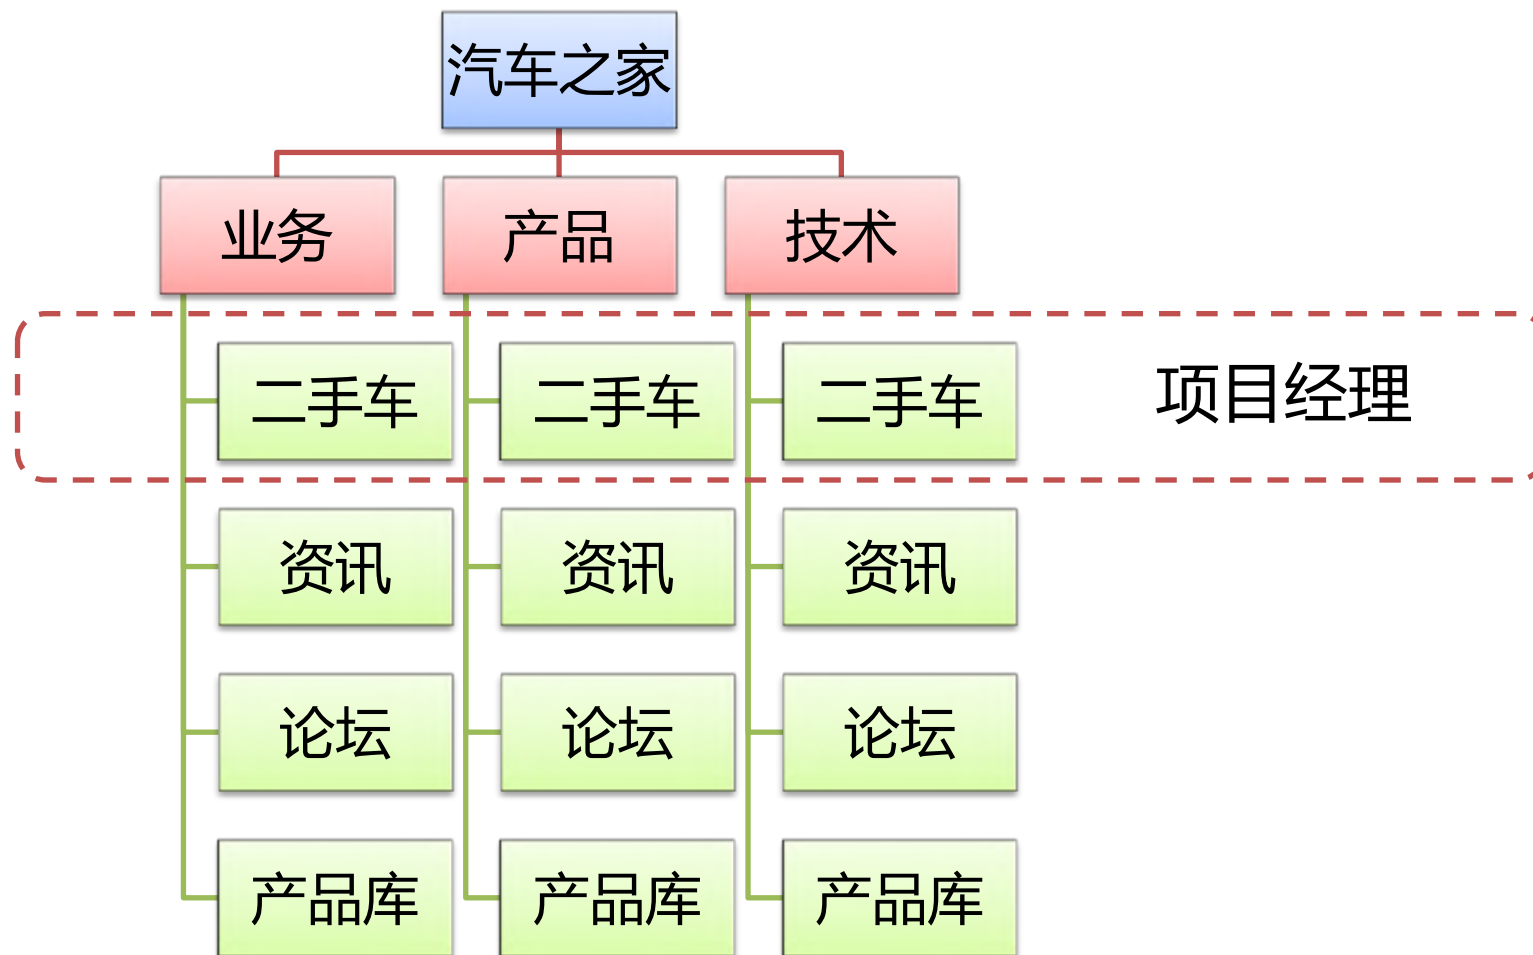 汽车之家
业务
产品
技术
二手车
二手车
二手车
项目经理
资讯
资讯
资讯
论坛
论坛
论坛
产品库
产品库
产品库